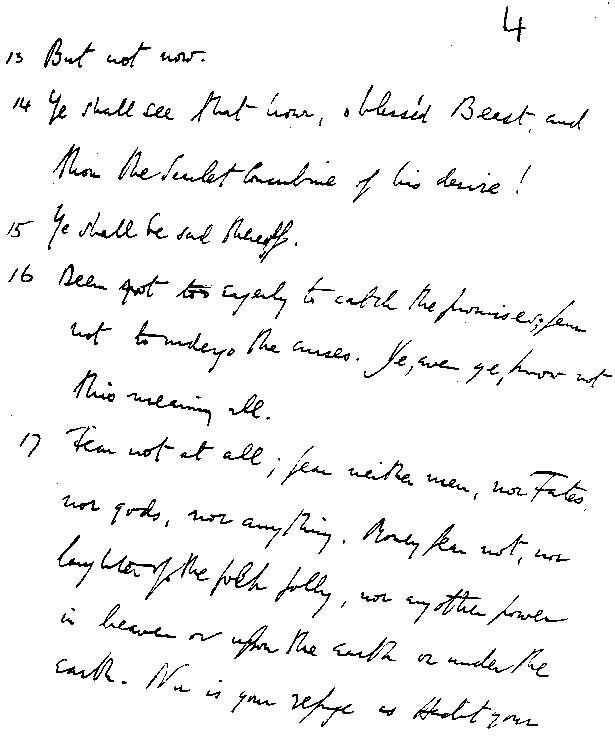 4
13 But not now.
14 Ye shall see that hour, o blessèd Beast, and
thou the Scarlet Concubine of his desire!
15 Ye shall be sad thereof.
16 Deem not too eagerly to catch the promises; fear
not to undergo the curses. Ye, even ye, know not
this meaning all.
17 Fear not at all; fear neither men, nor Fates,
nor gods, nor anything. Money fear not, nor
laughter of the folk folly, nor any other power
in heaven or upon the earth or under the
earth. Nu is your refuge as Hadit your